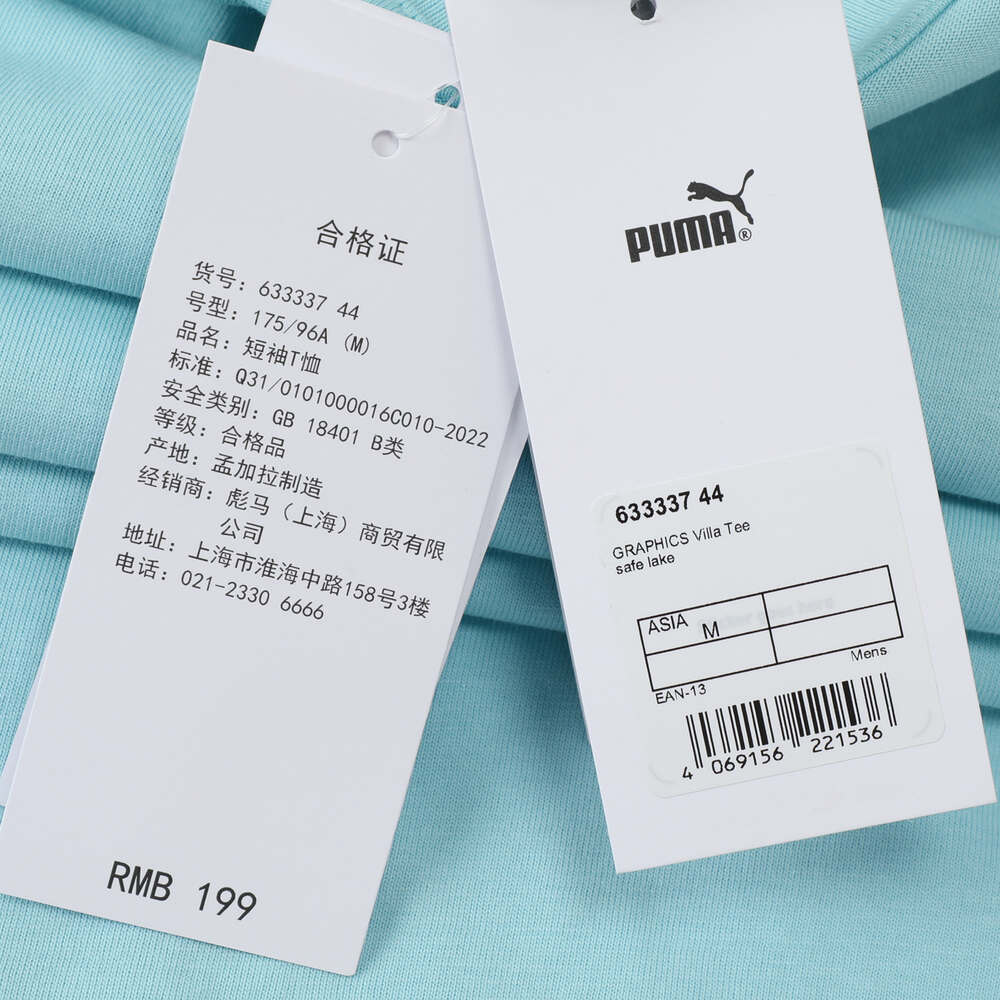 合格证
货号：633337 44
号型：175/96A (M)
品名：短袖T恤
标准：Q31/0101000016C010-2022
安全类别：GB 18401 B类
等级：合格品
产地：孟加拉制造
经销商：彪马（上海）商贸有限
公司
地址：上海市淮海中路158号3楼
电话：021-2330 6666
RMB 199
PUMA®
633337 44
GRAPHICS Villa Tee
safe lake
ASIA M
Mens
EAN-13
4 069156 221536